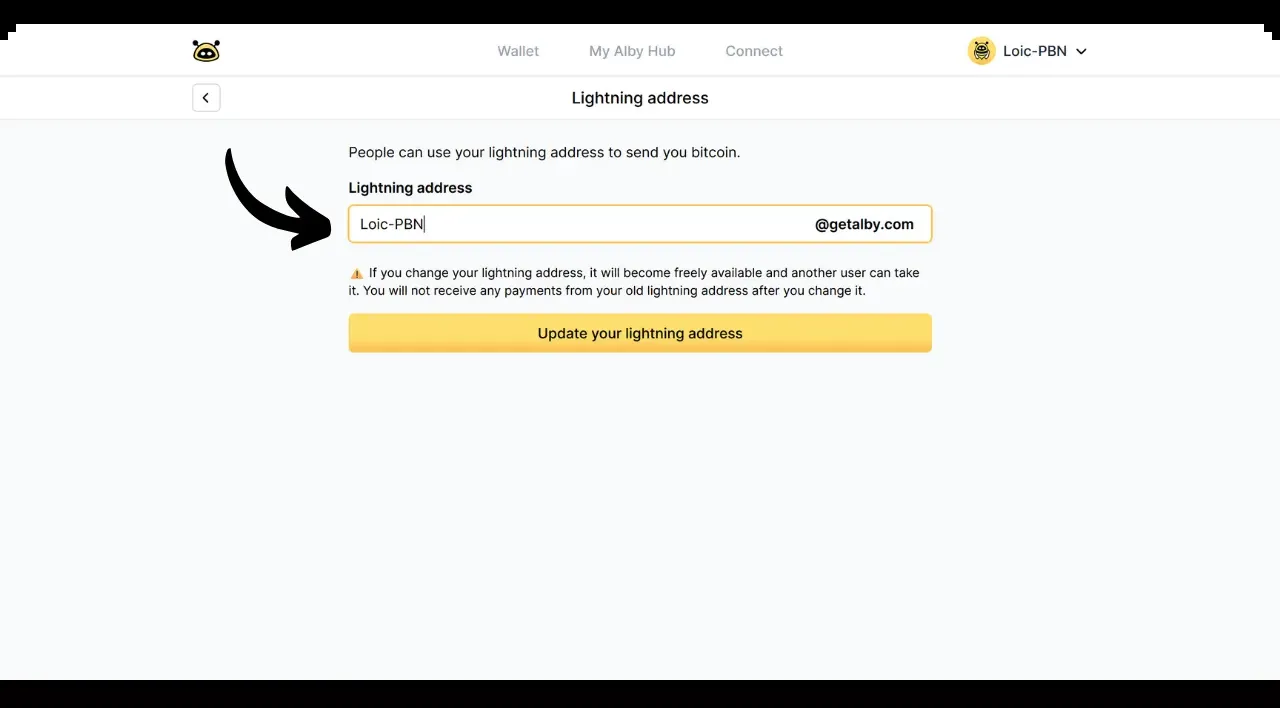 Wallet My Alby Hub Connect Loic-PBN
Lightning address
People can use your lightning address to send you bitcoin.
Lightning address
Loic-PBN @getalby.com
⚠️ If you change your lightning address, it will become freely available and another user can take
it. You will not receive any payments from your old lightning address after you change it.
Update your lightning address